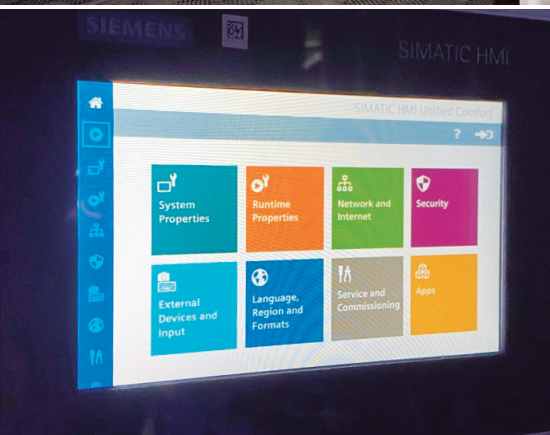 SIEMENS
SIMATIC HMI
SIMATIC HMI Unified Comfort
?
System
Properties
Runtime
Properties
Network and
Internet
Security
External
Devices and
Input
Language,
Region and
Formats
Service and
Commissioning
Apps